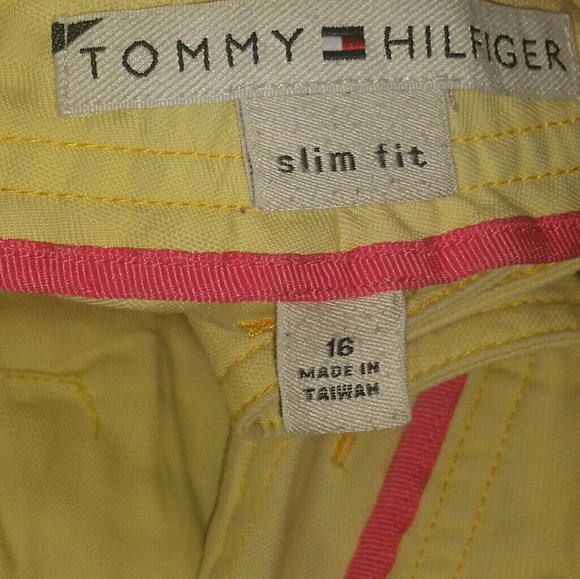 TOMMY HILFIGER
slim fit
16
MADE IN
TAIWAN